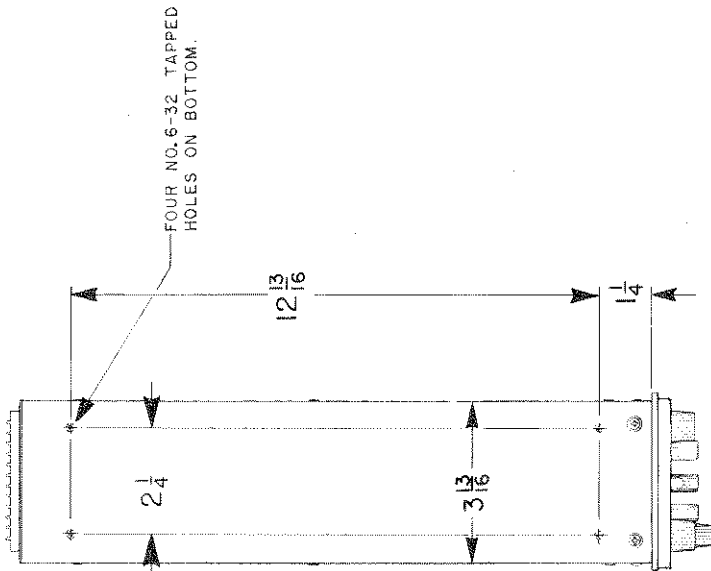 FOUR NO. 6-32 TAPPED
HOLES ON BOTTOM.
12 13/16
1 1/4
2 1/4
3 13/16